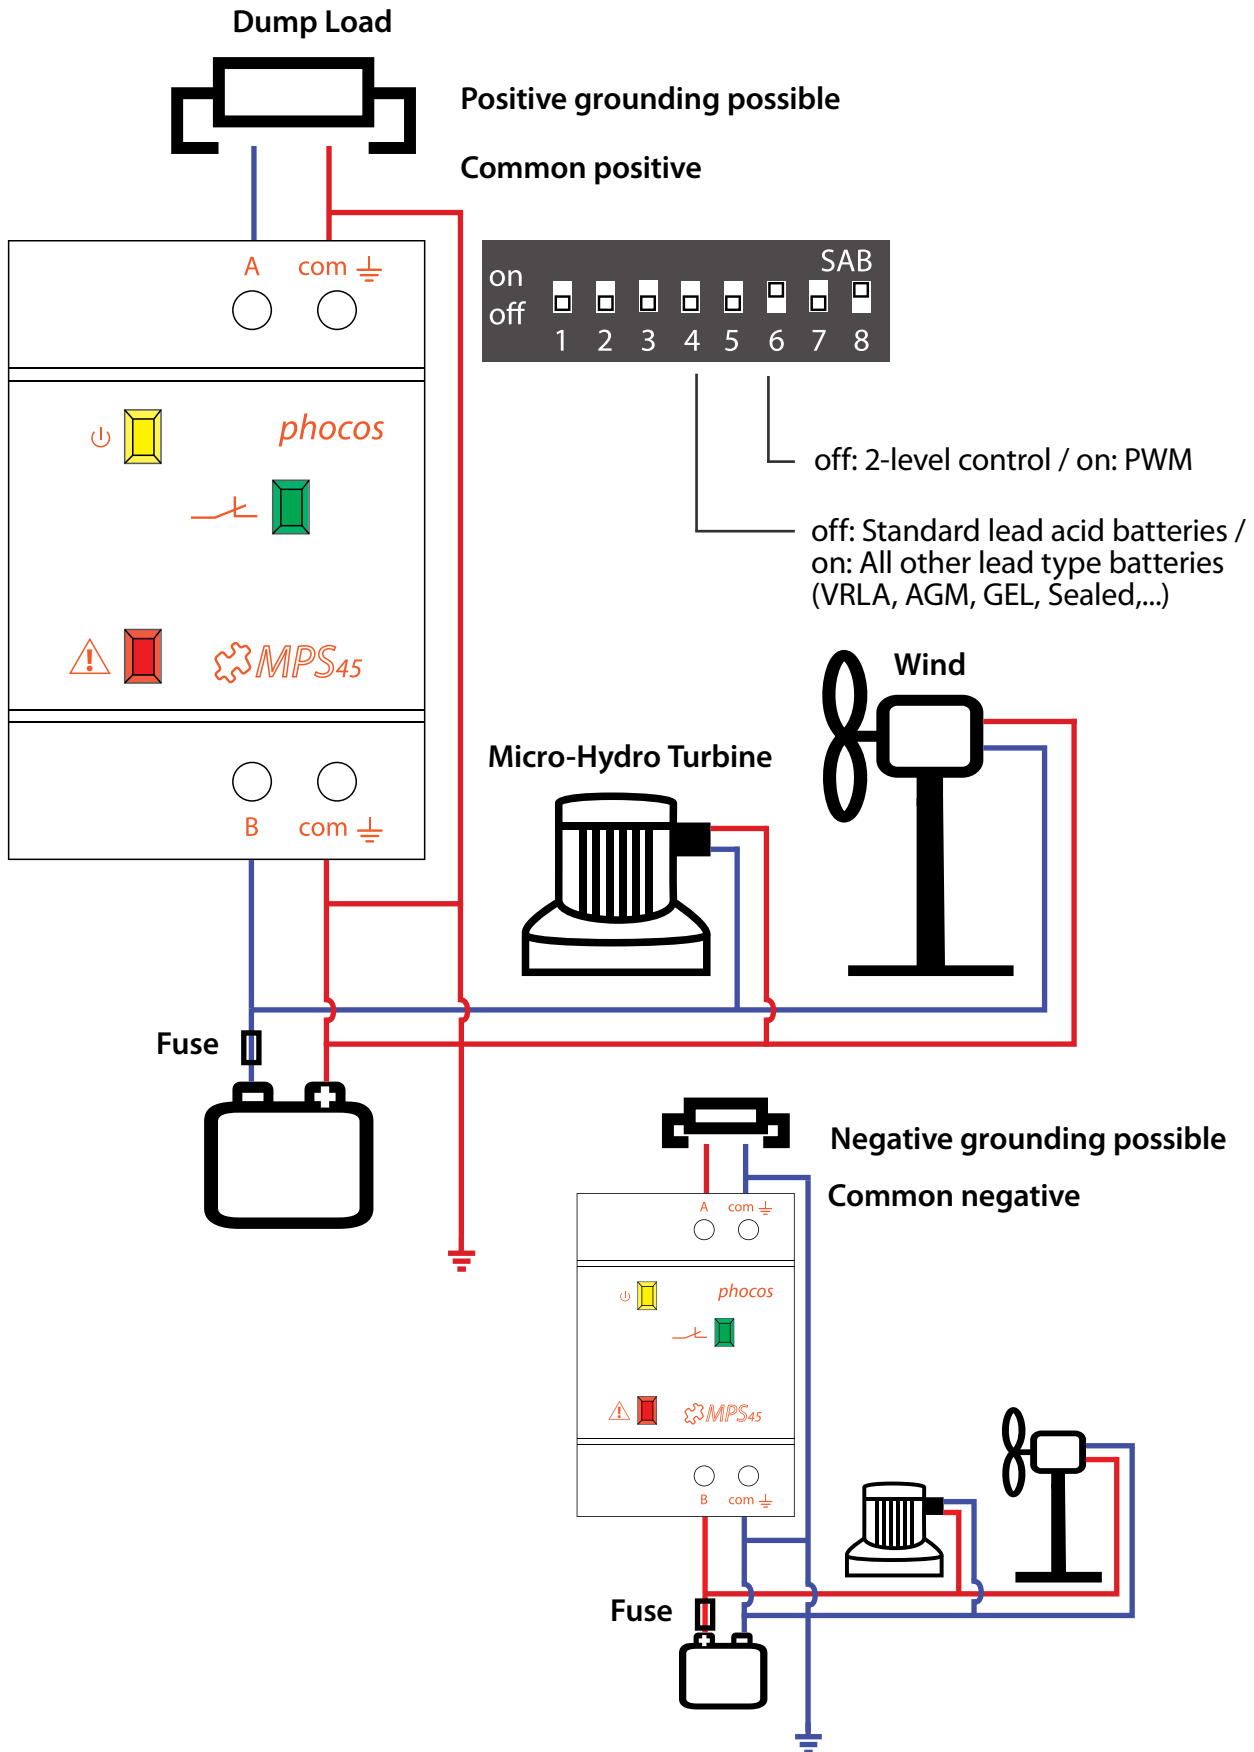 Dump Load
Positive grounding possible
Common positive
A com
SAB
on
off
1 2 3 4 5 6 7 8
phocos
off: 2-level control / on: PWM
off: Standard lead acid batteries /
on: All other lead type batteries
(VRLA, AGM, GEL, Sealed,...)
MPS45
Wind
Micro-Hydro Turbine
B com
Fuse
Negative grounding possible
Common negative
A com
phocos
MPS45
B com
Fuse